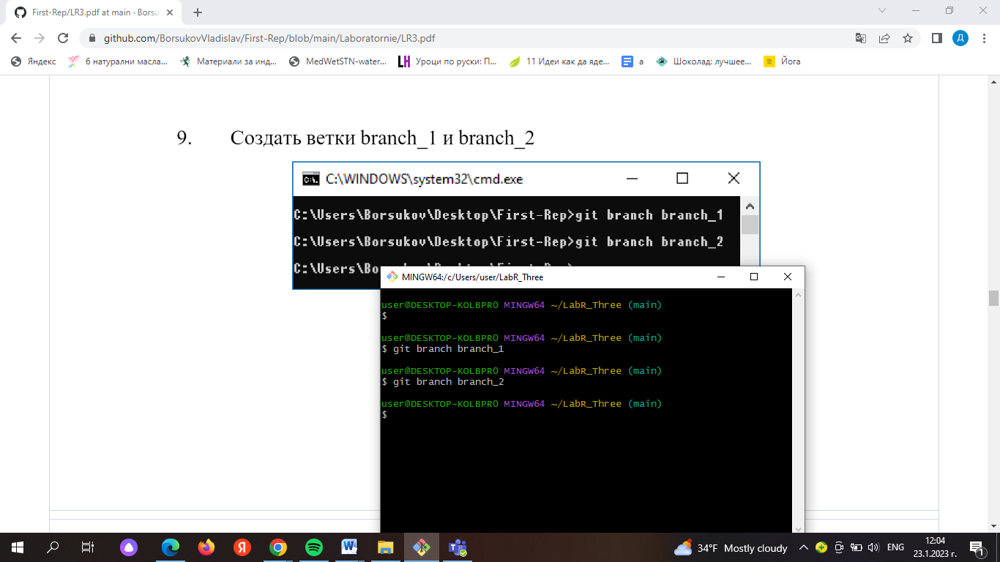 First-Rep/LR3.pdf at main · Borsu
github.com/BorsukovVladislav/First-Rep/blob/main/Laboratornie/LR3.pdf
Д
Яндекс
6 натурални масла...
Материали за инд...
MedWetSTN-water...
LH Уроци по руски: П...
11 Идеи как да яде...
а
Шоколад: лучшее...
Йога
9. Создать ветки branch_1 и branch_2
C:\WINDOWS\system32\cmd.exe
C:\Users\Borsukov\Desktop\First-Rep>git branch branch_1
C:\Users\Borsukov\Desktop\First-Rep>git branch branch_2
C:\Users\Bo
MINGW64:/c/Users/user/LabR_Three
user@DESKTOP-KOLBPRO MINGW64 ~/LabR_Three (main)
$
user@DESKTOP-KOLBPRO MINGW64 ~/LabR_Three (main)
$ git branch branch_1
user@DESKTOP-KOLBPRO MINGW64 ~/LabR_Three (main)
$ git branch branch_2
user@DESKTOP-KOLBPRO MINGW64 ~/LabR_Three (main)
$
34°F Mostly cloudy
ENG
12:04
23.1.2023 г.
1